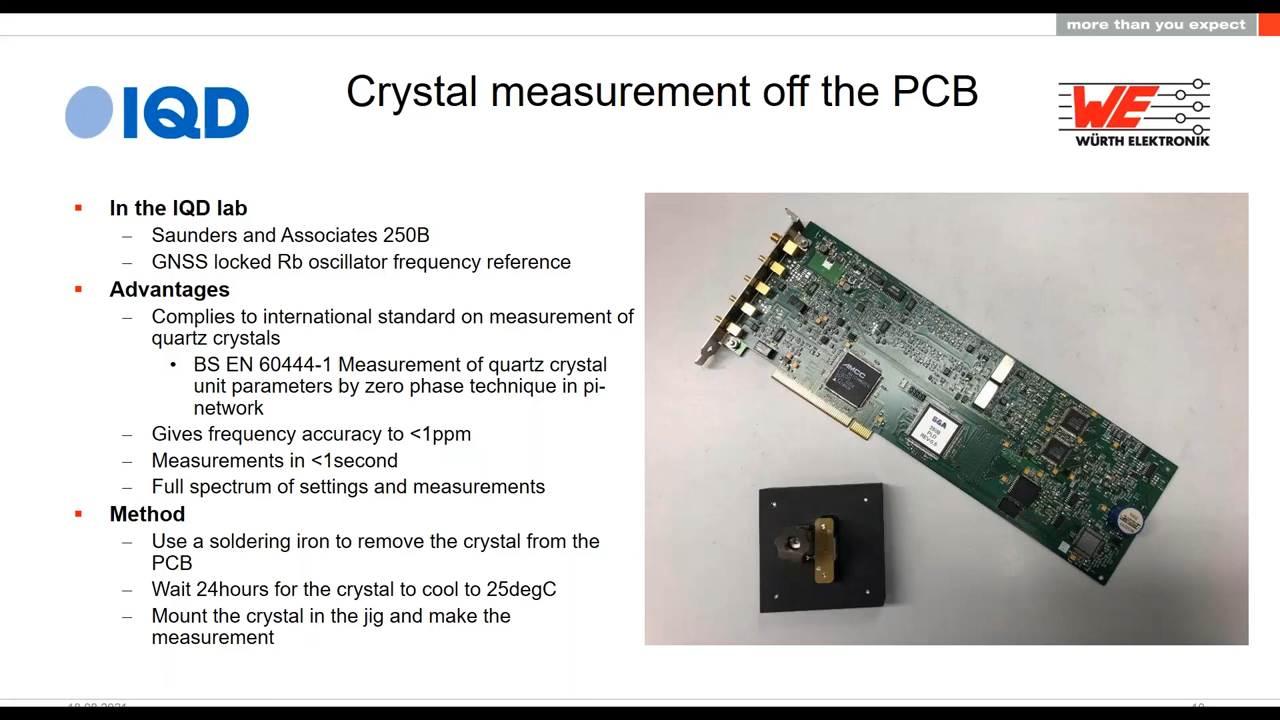 more than you expect
IQD
Crystal measurement off the PCB
WE
WÜRTH ELEKTRONIK
In the IQD lab
– Saunders and Associates 250B
– GNSS locked Rb oscillator frequency reference
Advantages
– Complies to international standard on measurement of
quartz crystals
• BS EN 60444-1 Measurement of quartz crystal
unit parameters by zero phase technique in pi-
network
– Gives frequency accuracy to <1ppm
– Measurements in <1second
– Full spectrum of settings and measurements
Method
– Use a soldering iron to remove the crystal from the
PCB
– Wait 24hours for the crystal to cool to 25degC
– Mount the crystal in the jig and make the
measurement
AMCC
S&A
250B
PLD